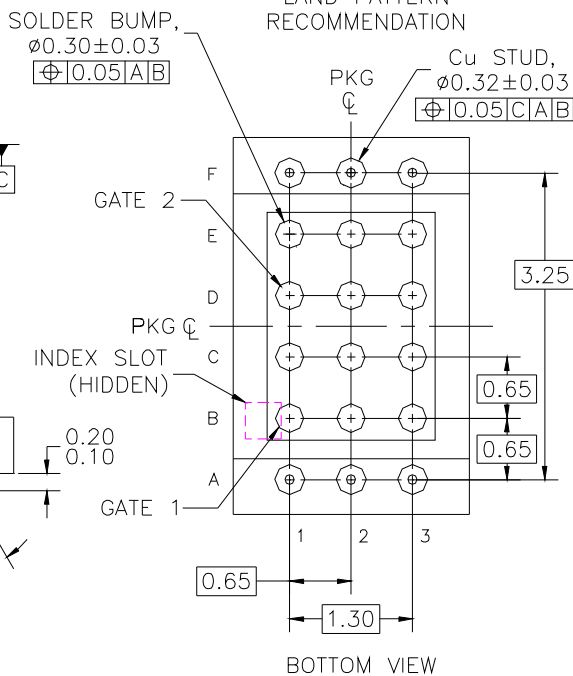 LAND PATTERN
RECOMMENDATION
SOLDER BUMP,
⌀0.30±0.03
⌖ 0.05 A B
PKG
℄
Cu STUD,
⌀0.32±0.03
⌖ 0.05 C A B
C
F
GATE 2
E
3.25
D
PKG ℄
INDEX SLOT
(HIDDEN)
C
0.65
B
0.20
0.10
0.65
A
GATE 1
1 2 3
0.65
1.30
BOTTOM VIEW